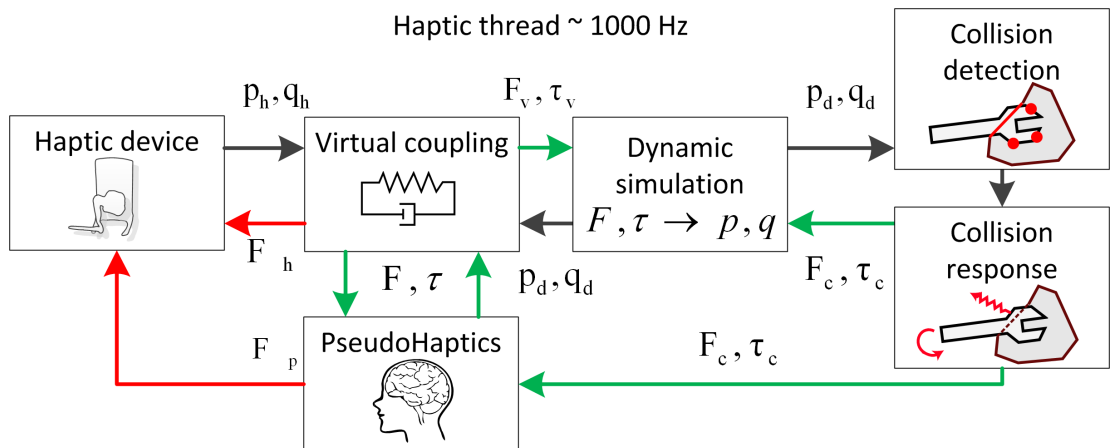 Haptic thread ~ 1000 Hz
Haptic device
p_h, q_h
F_h
Virtual coupling
F_v, τ_v
Dynamic
simulation
F, τ → p, q
p_d, q_d
Collision
detection
F_c, τ_c
Collision
response
F, τ
p_d, q_d
F_p
PseudoHaptics
F_c, τ_c